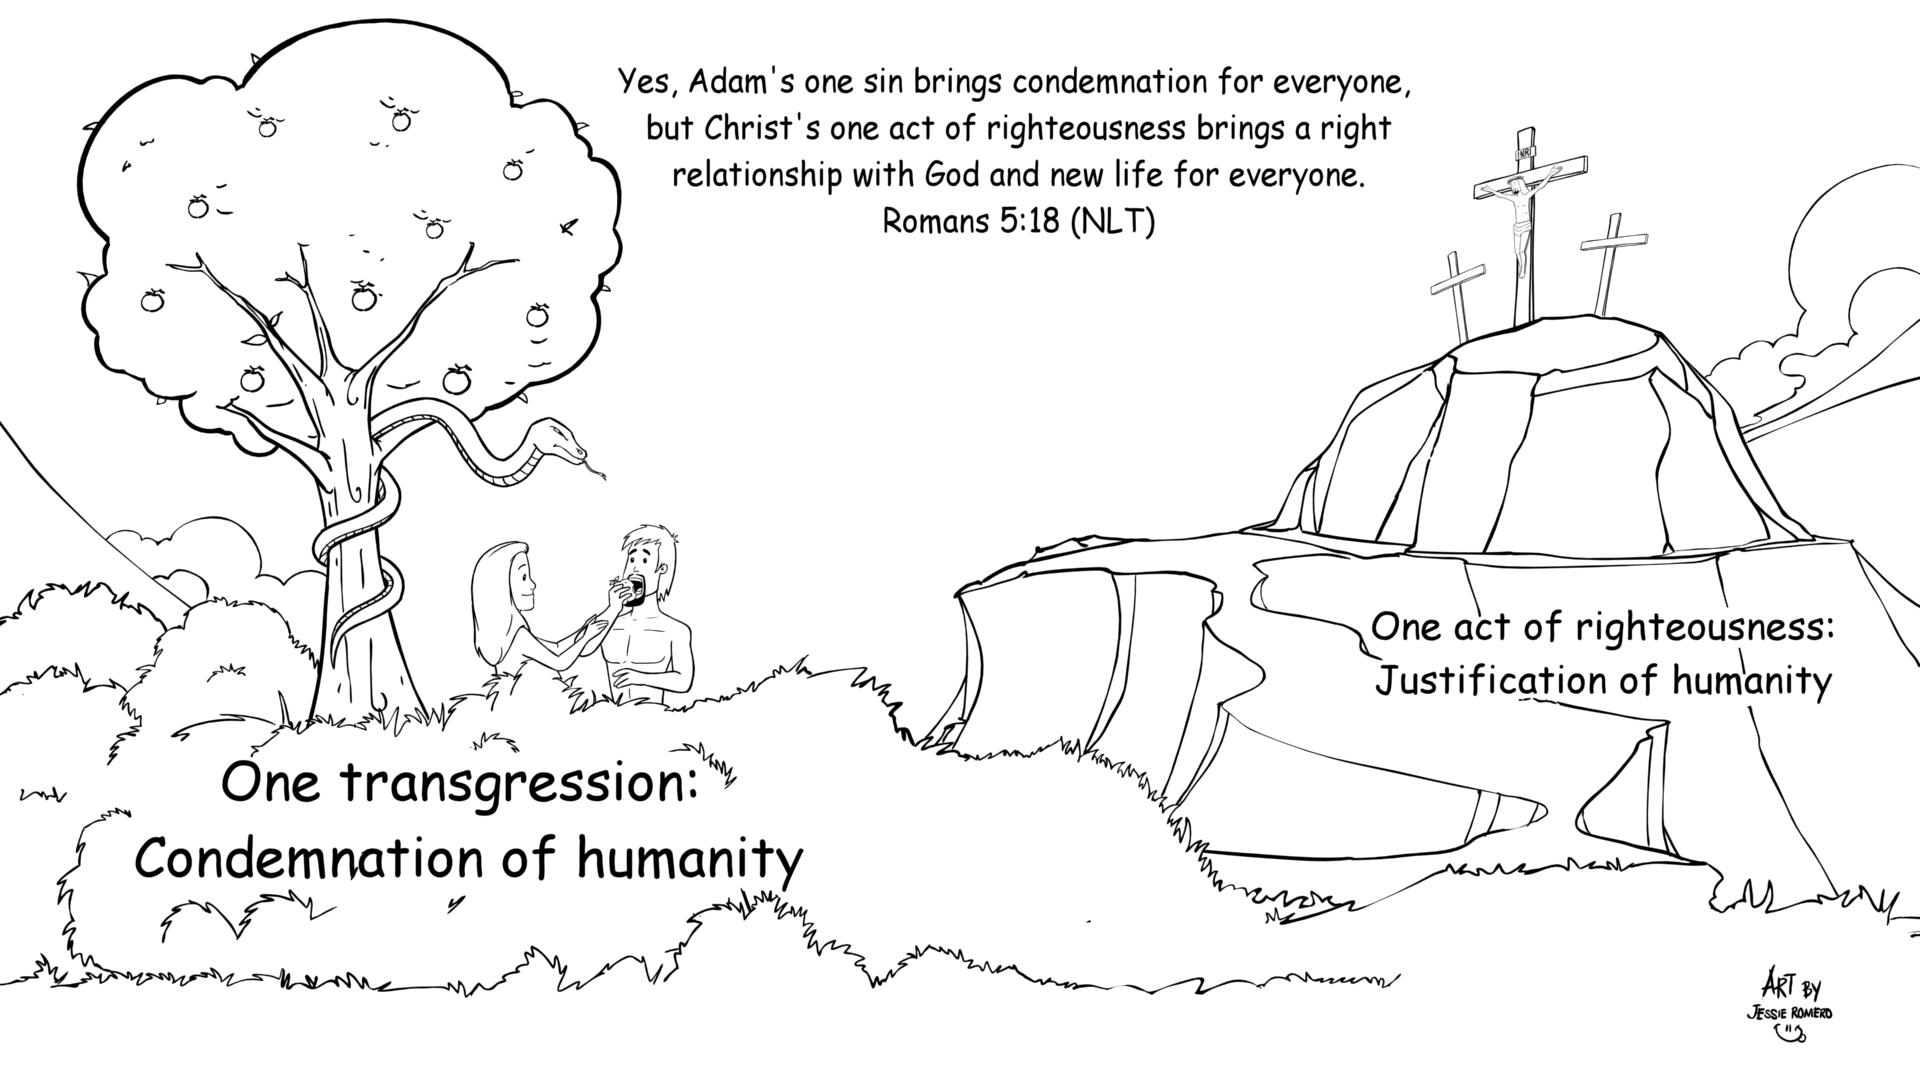 Yes, Adam's one sin brings condemnation for everyone,
but Christ's one act of righteousness brings a right
relationship with God and new life for everyone.
Romans 5:18 (NLT)
INRI
One act of righteousness:
Justification of humanity
One transgression:
Condemnation of humanity
ART BY
JESSIE ROMERO